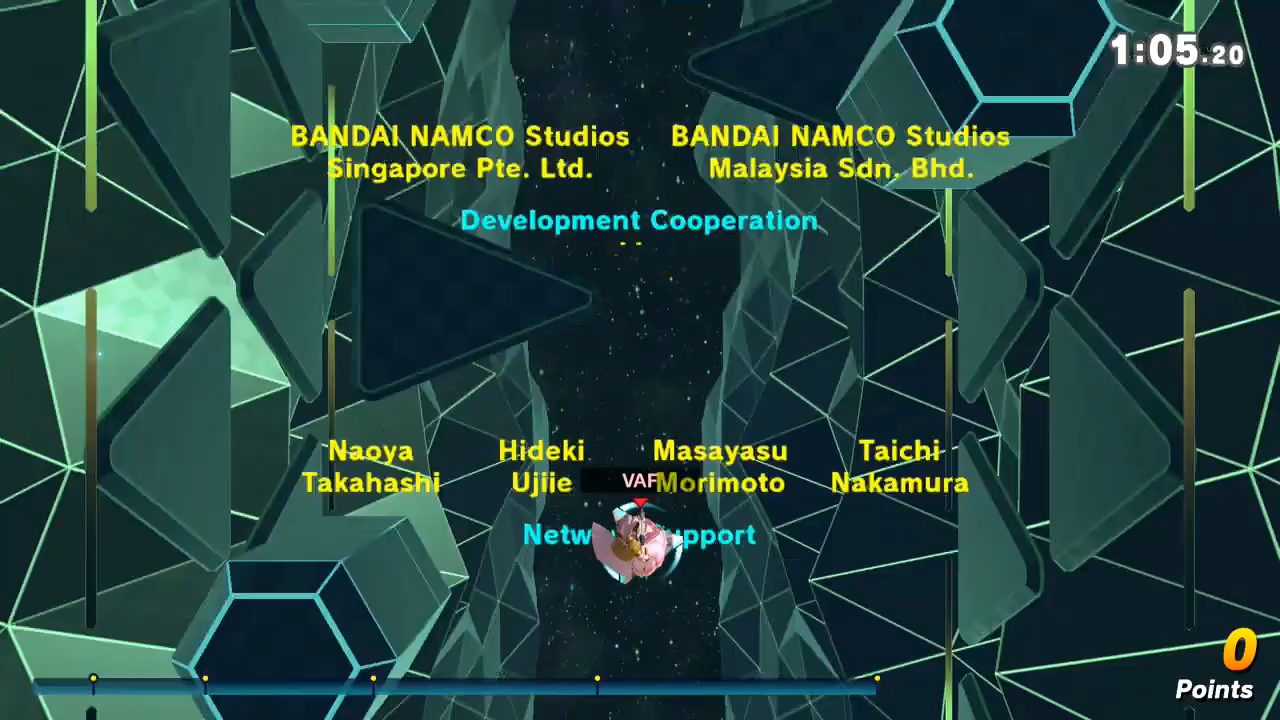 1:05.20
BANDAI NAMCO Studios
Singapore Pte. Ltd.
BANDAI NAMCO Studios
Malaysia Sdn. Bhd.
Development Cooperation
Naoya
Takahashi
Hideki
Ujiie
Masayasu
Morimoto
Taichi
Nakamura
0
Points